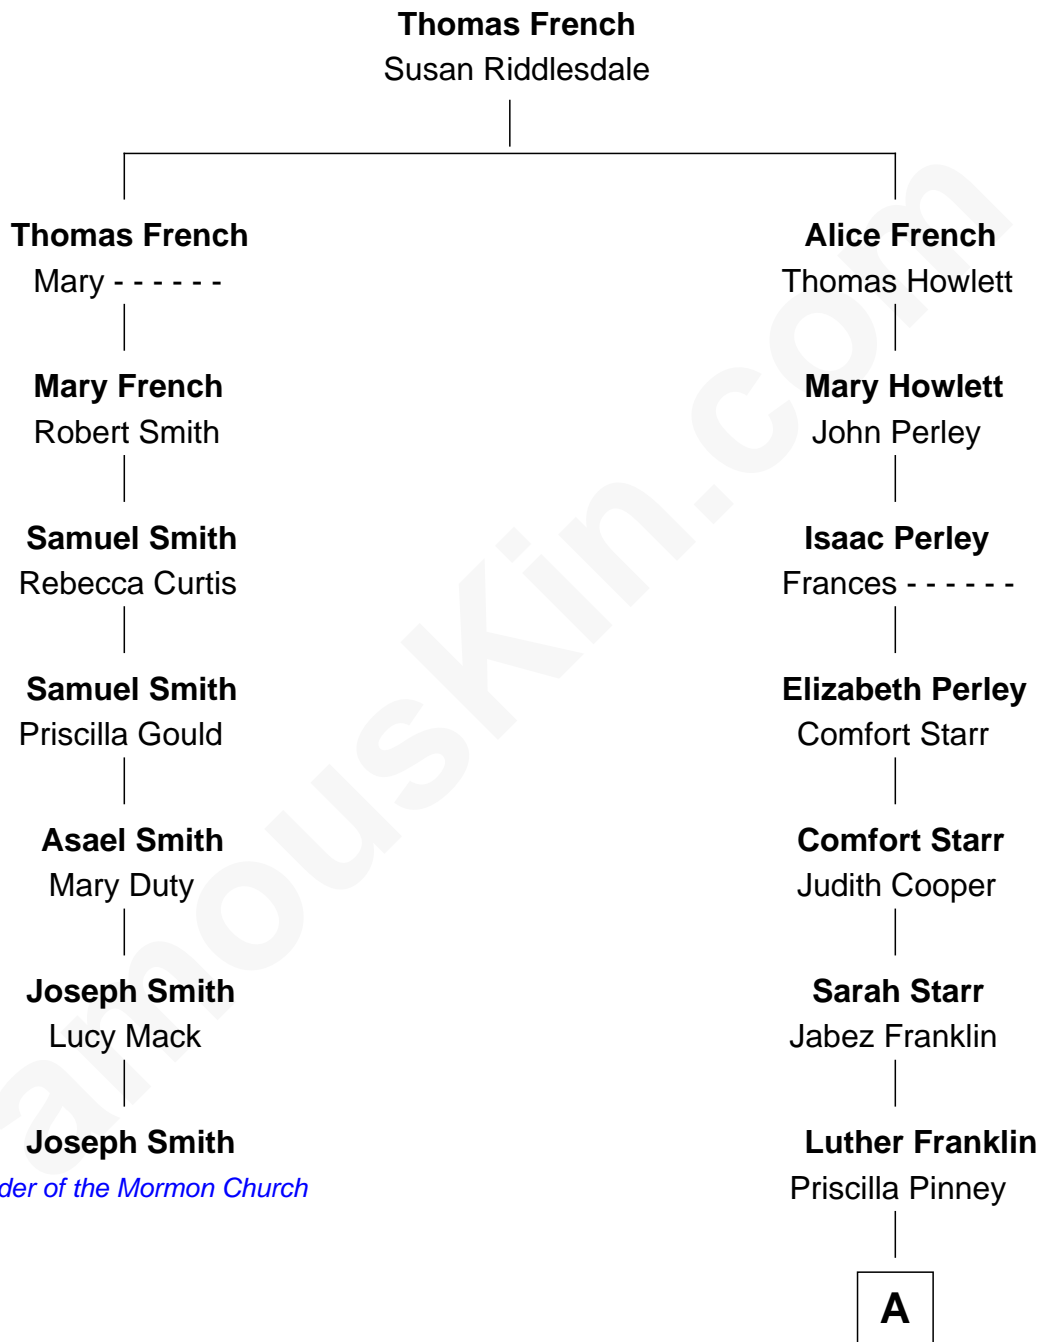 Thomas French
Susan Riddlesdale
Thomas French
Mary - - - - - -
Alice French
Thomas Howlett
Mary French
Robert Smith
Mary Howlett
John Perley
Samuel Smith
Rebecca Curtis
Isaac Perley
Frances - - - - - -
Samuel Smith
Priscilla Gould
Elizabeth Perley
Comfort Starr
Asael Smith
Mary Duty
Comfort Starr
Judith Cooper
Joseph Smith
Lucy Mack
Sarah Starr
Jabez Franklin
Joseph Smith
der of the Mormon Church
Luther Franklin
Priscilla Pinney
A
amousKin.com